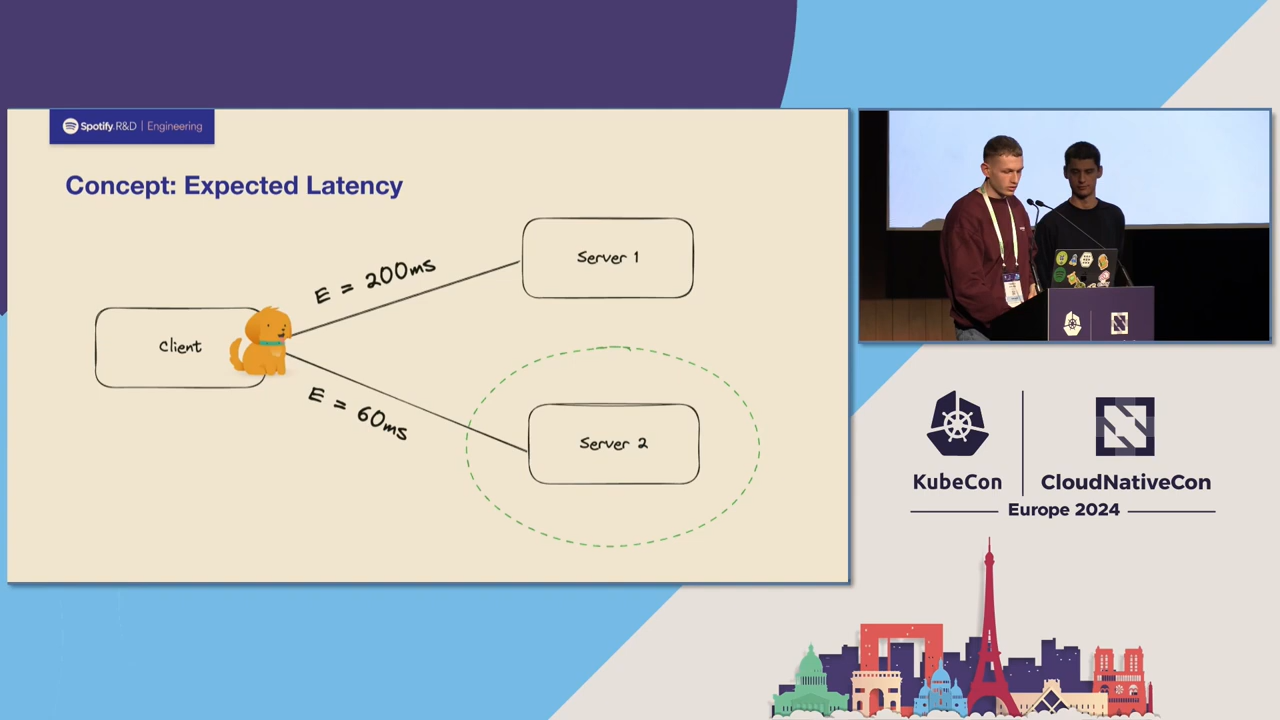 Spotify R&D | Engineering
Concept: Expected Latency
Server 1
E = 200ms
Client
E = 60ms
Server 2
KubeCon
CloudNativeCon
Europe 2024